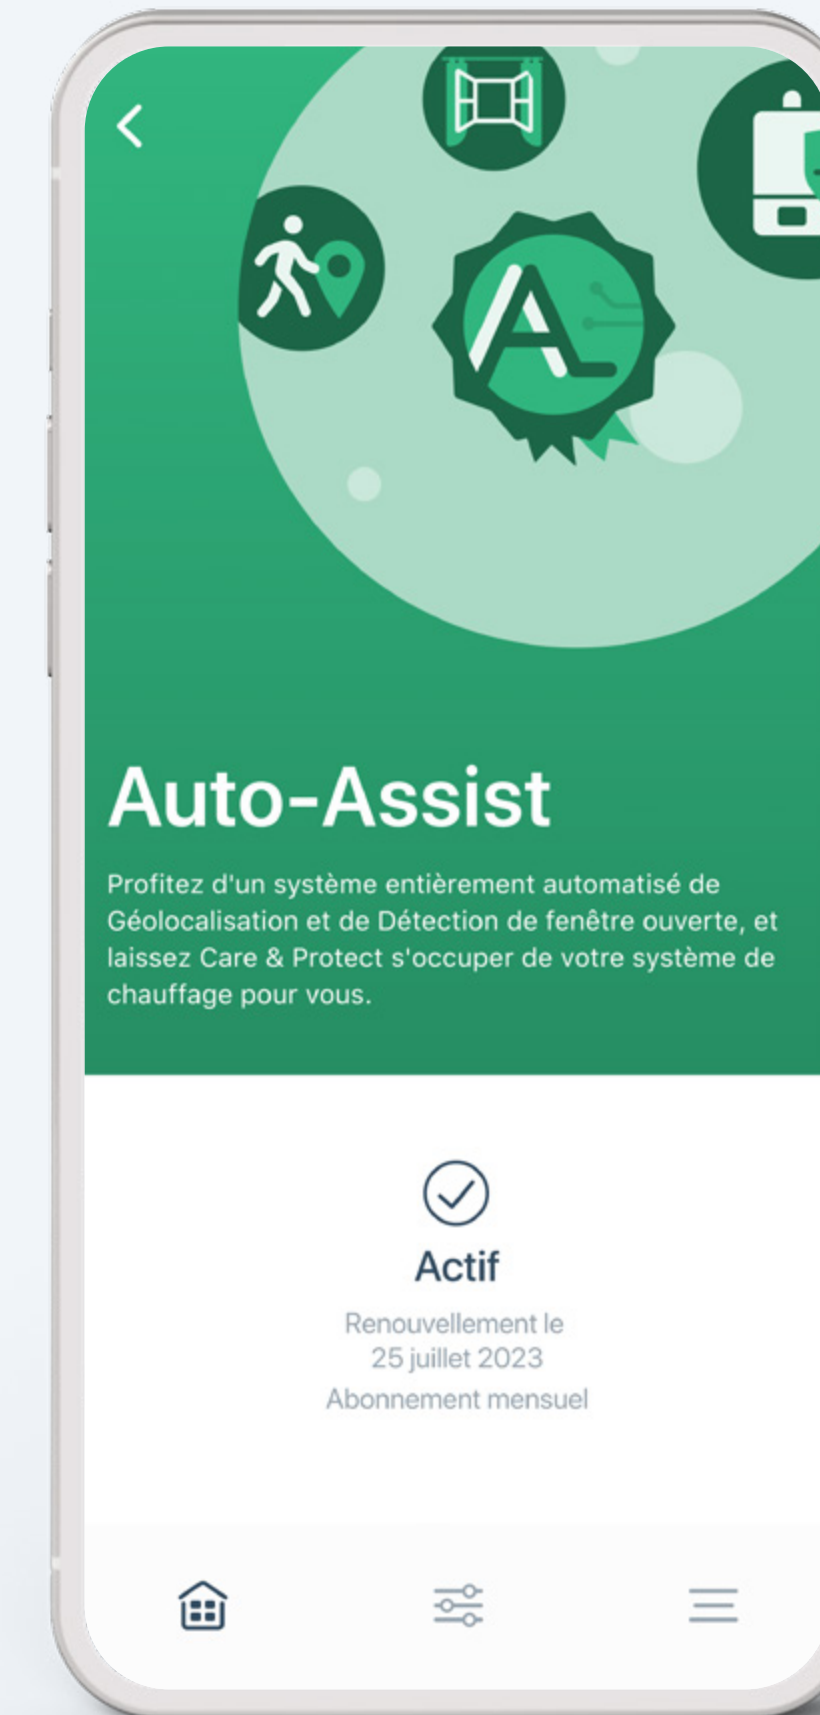 Auto-Assist
Profitez d'un système entièrement automatisé de
Géolocalisation et de Détection de fenêtre ouverte, et
laissez Care & Protect s'occuper de votre système de
chauffage pour vous.
Actif
Renouvellement le
25 juillet 2023
Abonnement mensuel